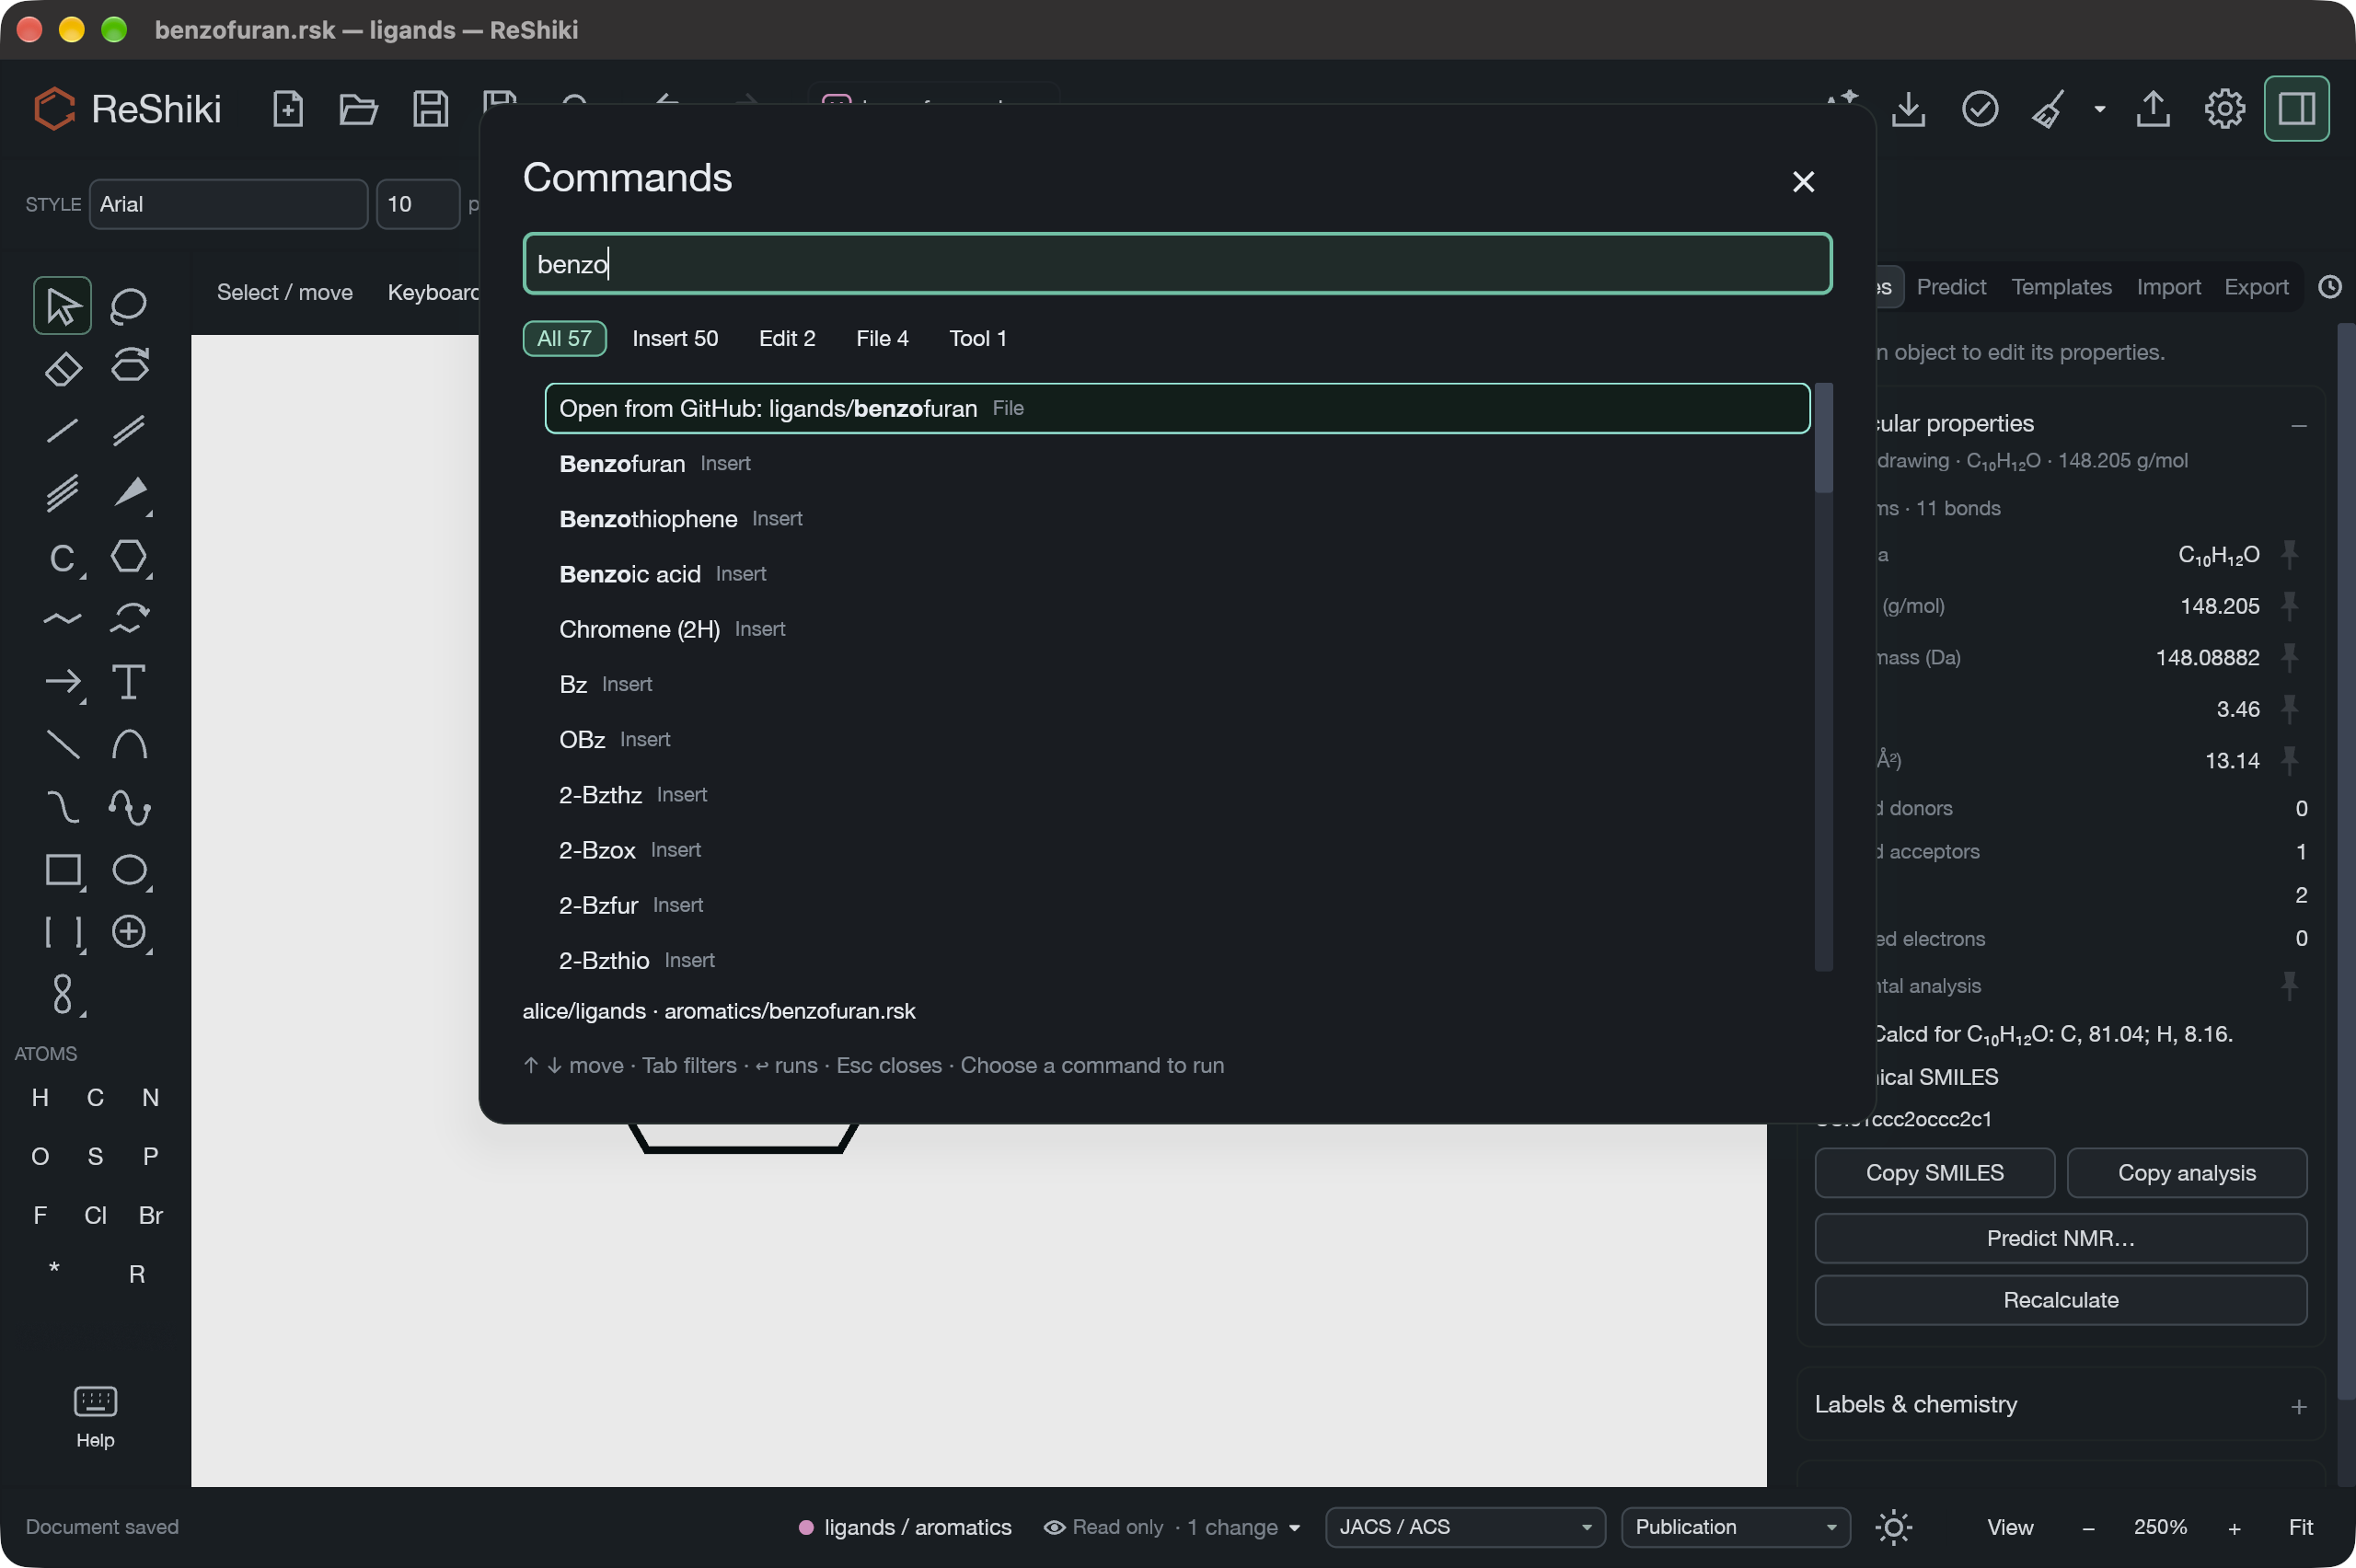 benzofuran.rsk — ligands — ReShiki
ReShiki
STYLE Arial 10
Select / move
Commands
benzo
All 57 Insert 50 Edit 2 File 4 Tool 1
Open from GitHub: ligands/benzofuran File
Benzofuran Insert
Benzothiophene Insert
Benzoic acid Insert
Chromene (2H) Insert
Bz Insert
OBz Insert
2-Bzthz Insert
2-Bzox Insert
2-Bzfur Insert
2-Bzthio Insert
alice/ligands · aromatics/benzofuran.rsk
↑ ↓ move · Tab filters · ↩ runs · Esc closes · Choose a command to run
C
T
ATOMS
H C N
O S P
F Cl Br
* R
Help
Predict Templates Import Export
object to edit its properties.
properties
drawing · C₁₀H₁₂O · 148.205 g/mol
· 11 bonds
C₁₀H₁₂O
(g/mol) 148.205
mass (Da) 148.08882
3.46
Å²) 13.14
donors 0
acceptors 1
2
electrons 0
analysis
Calcd for C₁₀H₁₂O: C, 81.04; H, 8.16.
SMILES
ccc2occc2c1
Copy SMILES Copy analysis
Predict NMR...
Recalculate
Labels & chemistry
Document saved
ligands / aromatics Read only · 1 change JACS / ACS Publication View − 250% + Fit